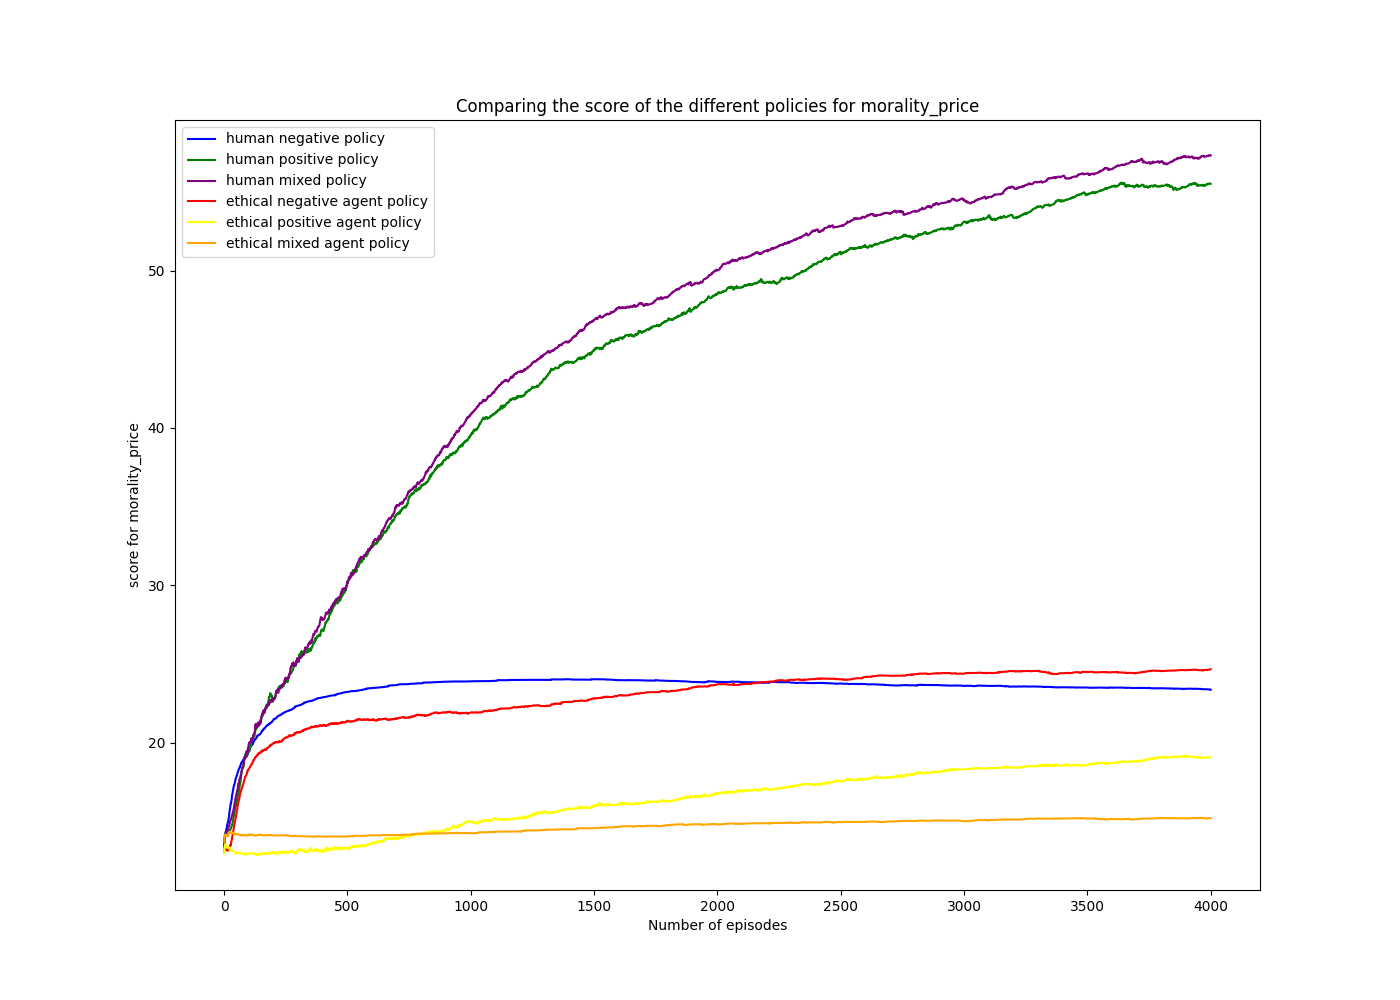 Comparing the score of the different policies for morality_price
human negative policy
human positive policy
human mixed policy
ethical negative agent policy
ethical positive agent policy
ethical mixed agent policy
score for morality_price
50
40
30
20
0 500 1000 1500 2000 2500 3000 3500 4000
Number of episodes